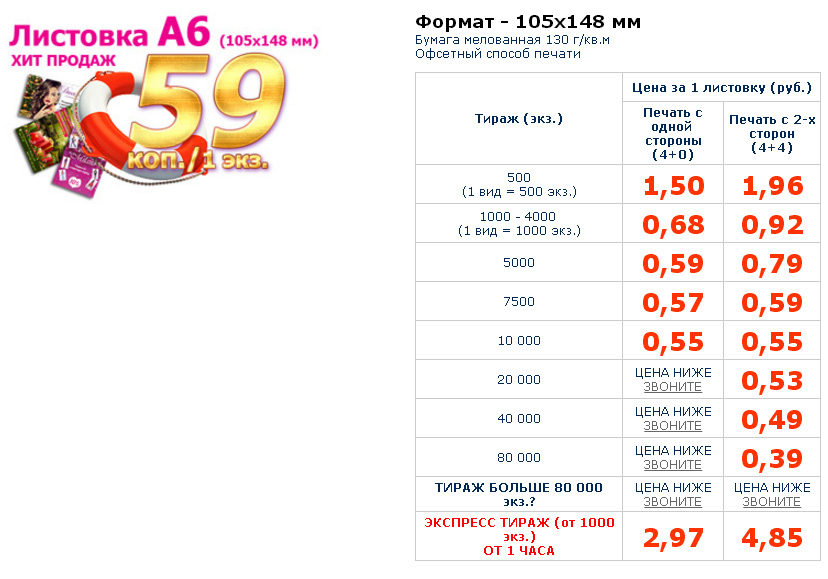 Листовка А6 (105х148 мм)
ХИТ ПРОДАЖ
59
КОП./1 экз.
Формат - 105х148 мм
Бумага мелованная 130 г/кв.м
Офсетный способ печати
Тираж (экз.)
Цена за 1 листовку (руб.)
Печать с
одной
стороны
(4+0)
Печать с 2-х
сторон
(4+4)
500
(1 вид = 500 экз.)
1,50
1,96
1000 - 4000
(1 вид = 1000 экз.)
0,68
0,92
5000
0,59
0,79
7500
0,57
0,59
10 000
0,55
0,55
20 000
ЦЕНА НИЖЕ
ЗВОНИТЕ
0,53
40 000
ЦЕНА НИЖЕ
ЗВОНИТЕ
0,49
80 000
ЦЕНА НИЖЕ
ЗВОНИТЕ
0,39
ТИРАЖ БОЛЬШЕ 80 000
экз.?
ЦЕНА НИЖЕ
ЗВОНИТЕ
ЦЕНА НИЖЕ
ЗВОНИТЕ
ЭКСПРЕСС ТИРАЖ (от 1000
экз.)
ОТ 1 ЧАСА
2,97
4,85